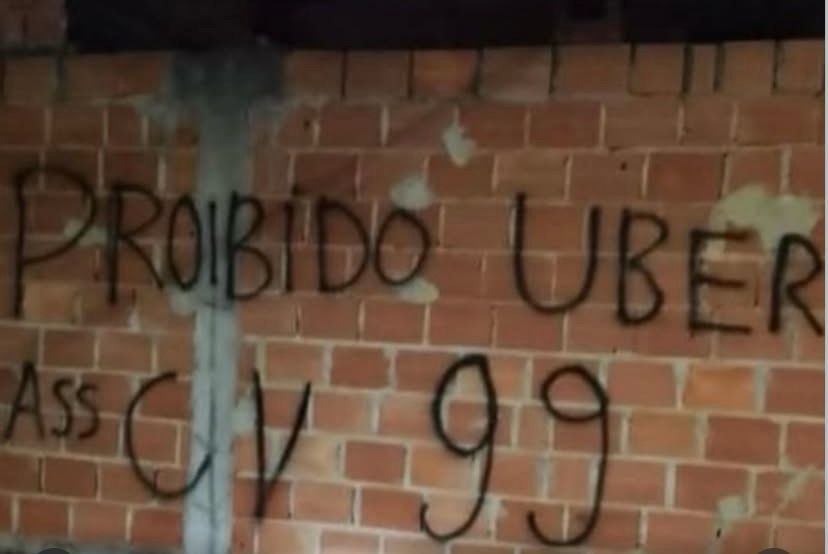 PROIBIDO UBER
ASS CV 99